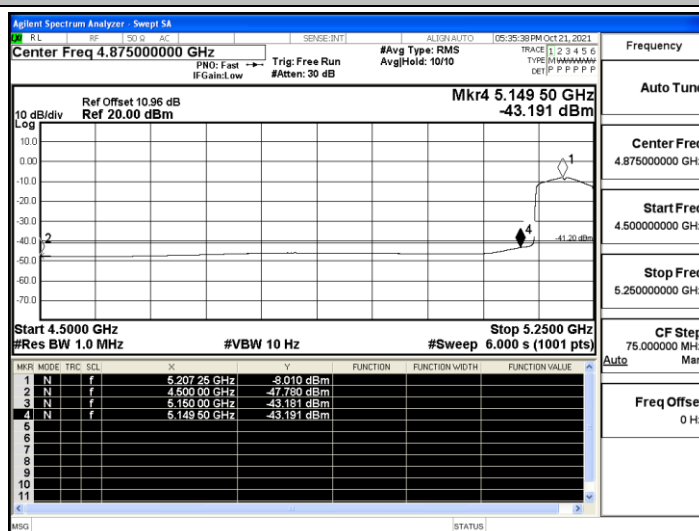 Agilent Spectrum Analyzer - Swept SA
RL RF 50 Ω AC SENSE:INT ALIGN AUTO 05:35:38 PM Oct 21, 2021
Center Freq 4.875000000 GHz #Avg Type: RMS TRACE 1 2 3 4 5 6
PNO: Fast Trig: Free Run Avg|Hold: 10/10 TYPE M
IFGain:Low #Atten: 30 dB DET P P P P P P
Ref Offset 10.96 dB Mkr4 5.149 50 GHz
10 dB/div Ref 20.00 dBm -43.191 dBm
Log
10.0
0.00
1
-10.0
-20.0
-30.0
4
-40.0 2 -41.20 dBm
-50.0
-60.0
-70.0
Start 4.5000 GHz Stop 5.2500 GHz
#Res BW 1.0 MHz #VBW 10 Hz #Sweep 6.000 s (1001 pts)
MKR MODE TRC SCL X Y FUNCTION FUNCTION WIDTH FUNCTION VALUE
1 N f 5.207 25 GHz -8.010 dBm
2 N f 4.500 00 GHz -47.780 dBm
3 N f 5.150 00 GHz -43.181 dBm
4 N f 5.149 50 GHz -43.191 dBm
5
6
7
8
9
10
11
MSG STATUS
Frequency
Auto Tune
Center Freq
4.875000000 GHz
Start Freq
4.500000000 GHz
Stop Freq
5.250000000 GHz
CF Step
75.000000 MHz
Auto Man
Freq Offset
0 Hz